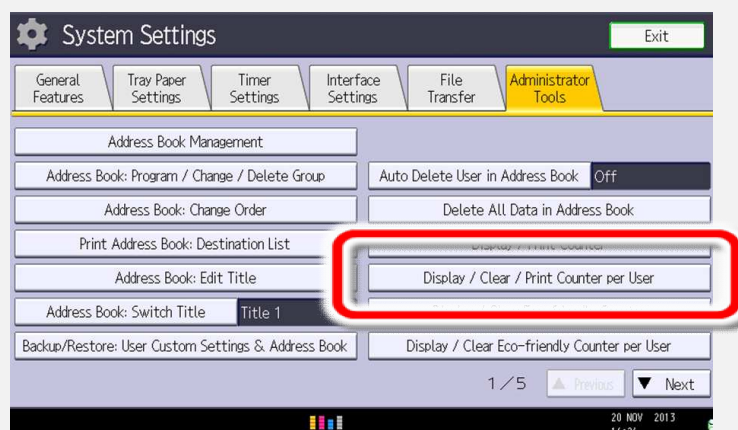 System Settings
Exit
General
Features
Tray Paper
Settings
Timer
Settings
Interface
Settings
File
Transfer
Administrator
Tools
Address Book Management
Address Book: Program / Change / Delete Group
Auto Delete User in Address Book
Off
Address Book: Change Order
Delete All Data in Address Book
Print Address Book: Destination List
Display / Print Counter
Address Book: Edit Title
Display / Clear / Print Counter per User
Address Book: Switch Title
Title 1
Backup/Restore: User Custom Settings & Address Book
Display / Clear Eco-friendly Counter per User
1/5
▲ Previous
▼ Next
20 NOV 2013